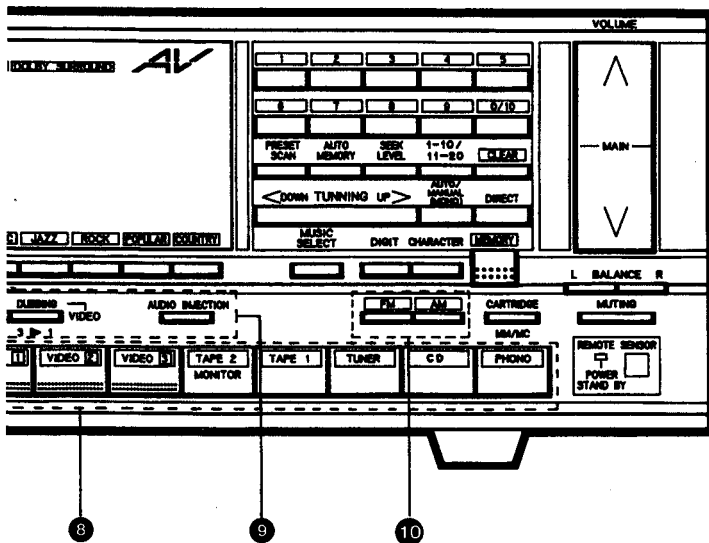 VOLUME
DOLBY SURROUND AV
1 2 3 4 5
6 7 8 9 0/10
PRESET SCAN AUTO MEMORY SEEK LEVEL 1-10/ 11-20 CLEAR
MAIN
DOWN TUNNING UP AUTO/ MANUAL (MONO) DIRECT
C JAZZ ROCK POPULAR COUNTRY
MUSIC SELECT DIGIT CHARACTER MEMORY
L BALANCE R
DUBBING VIDEO AUDIO INJECTION FM AM CARTRIDGE MUTING
3 ▶ 1 MM/MC
1 VIDEO 2 VIDEO 3 TAPE 2 TAPE 1 TUNER CD PHONO
MONITOR
REMOTE SENSOR
POWER
STAND BY
8 9 10